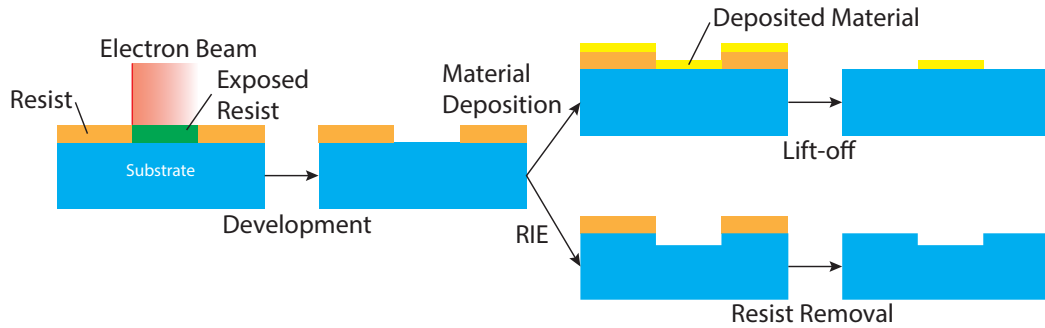 Electron Beam
Resist
Exposed
Resist
Substrate
Development
Material
Deposition
Deposited Material
Lift-off
RIE
Resist Removal